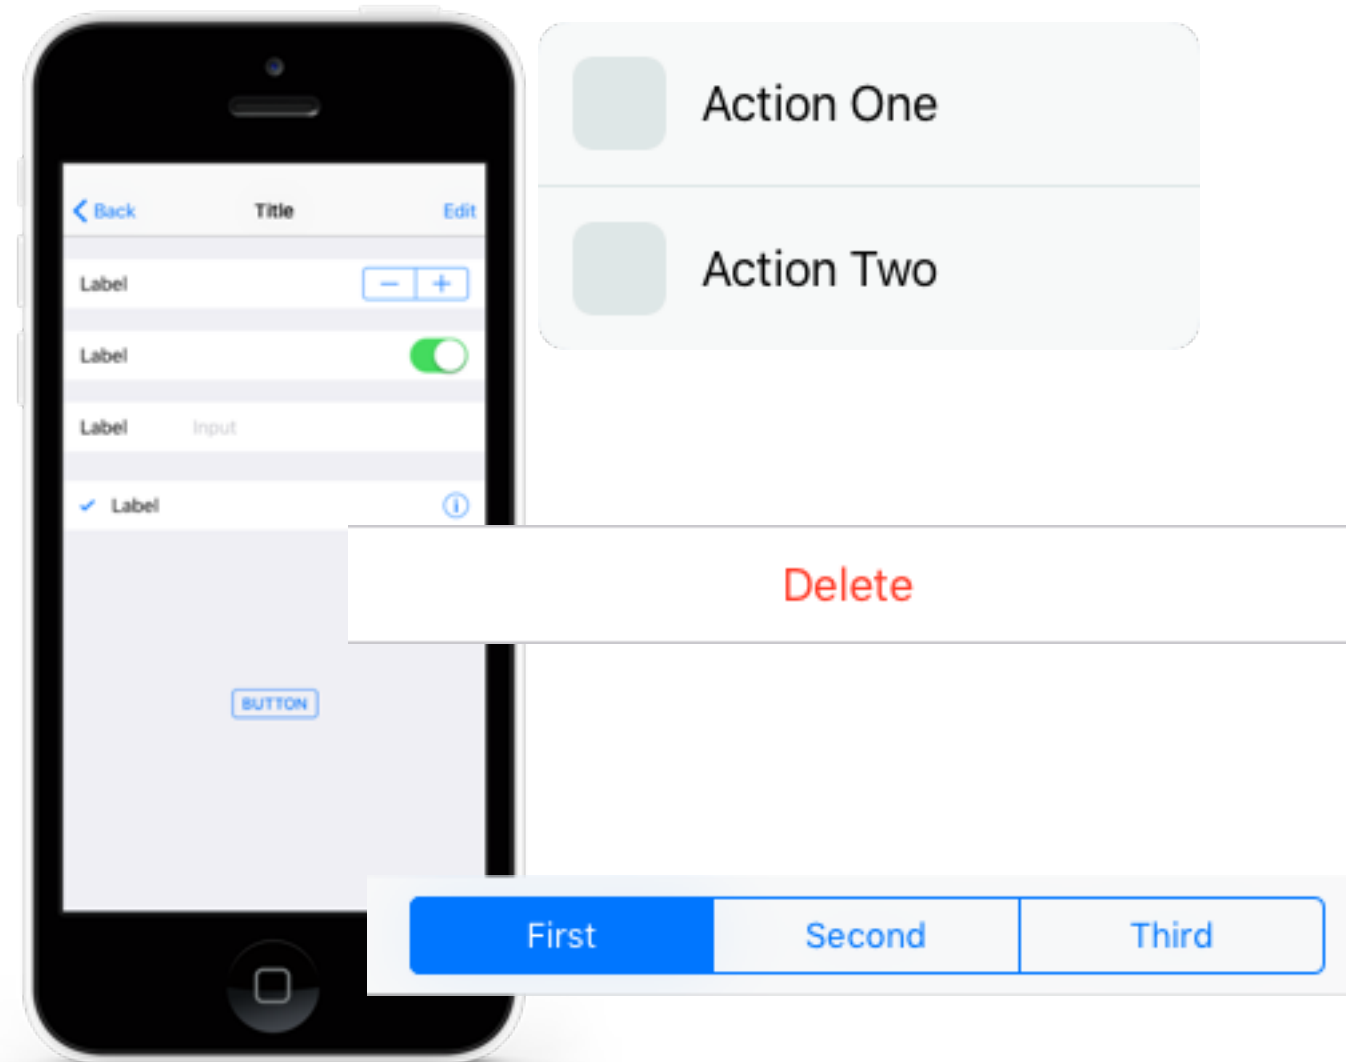 Back Title Edit
Label
Label
Label Input
Label
BUTTON
Action One
Action Two
Delete
First Second Third